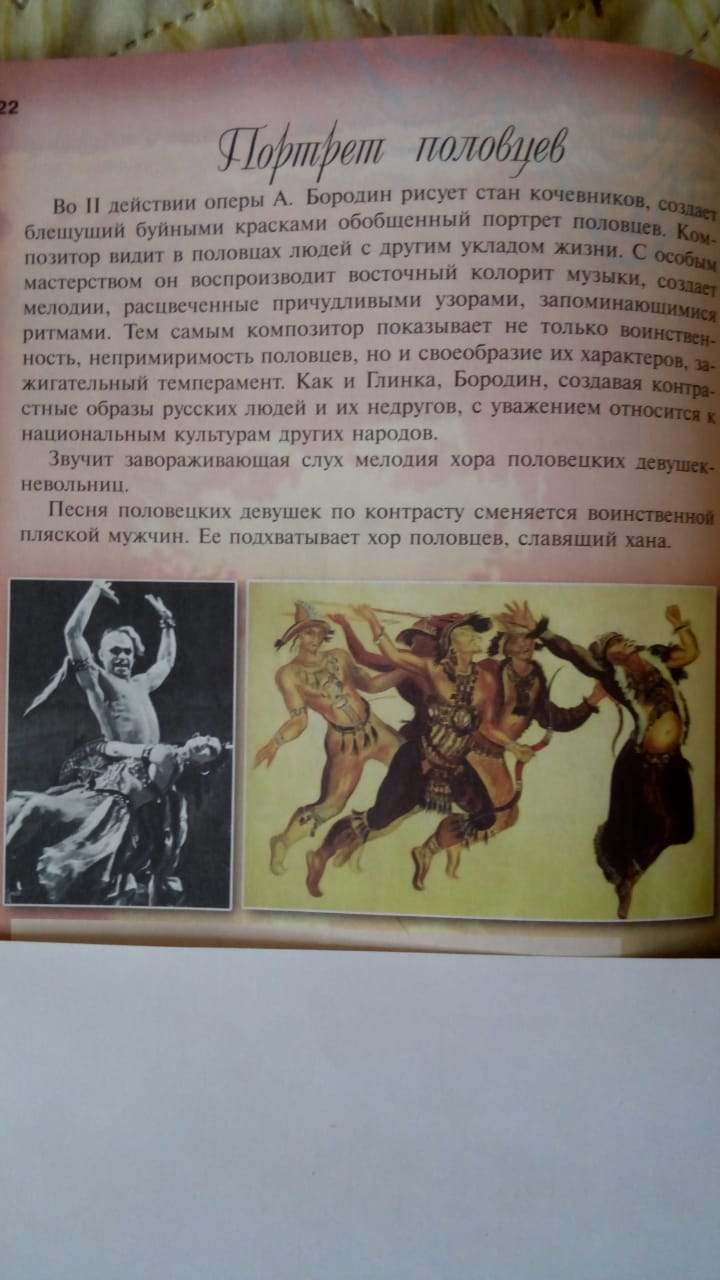 22
Портрет половцев
Во II действии оперы А. Бородин рисует стан кочевников, создает
блещущий буйными красками обобщенный портрет половцев. Ком-
позитор видит в половцах людей с другим укладом жизни. С особым
мастерством он воспроизводит восточный колорит музыки, создает
мелодии, расцвеченные причудливыми узорами, запоминающимися
ритмами. Тем самым композитор показывает не только воинствен-
ность, непримиримость половцев, но и своеобразие их характеров, за-
жигательный темперамент. Как и Глинка, Бородин, создавая контра-
стные образы русских людей и их недругов, с уважением относится к
национальным культурам других народов.
Звучит завораживающая слух мелодия хора половецких девушек-
невольниц.
Песня половецких девушек по контрасту сменяется воинственной
пляской мужчин. Ее подхватывает хор половцев, славящий хана.